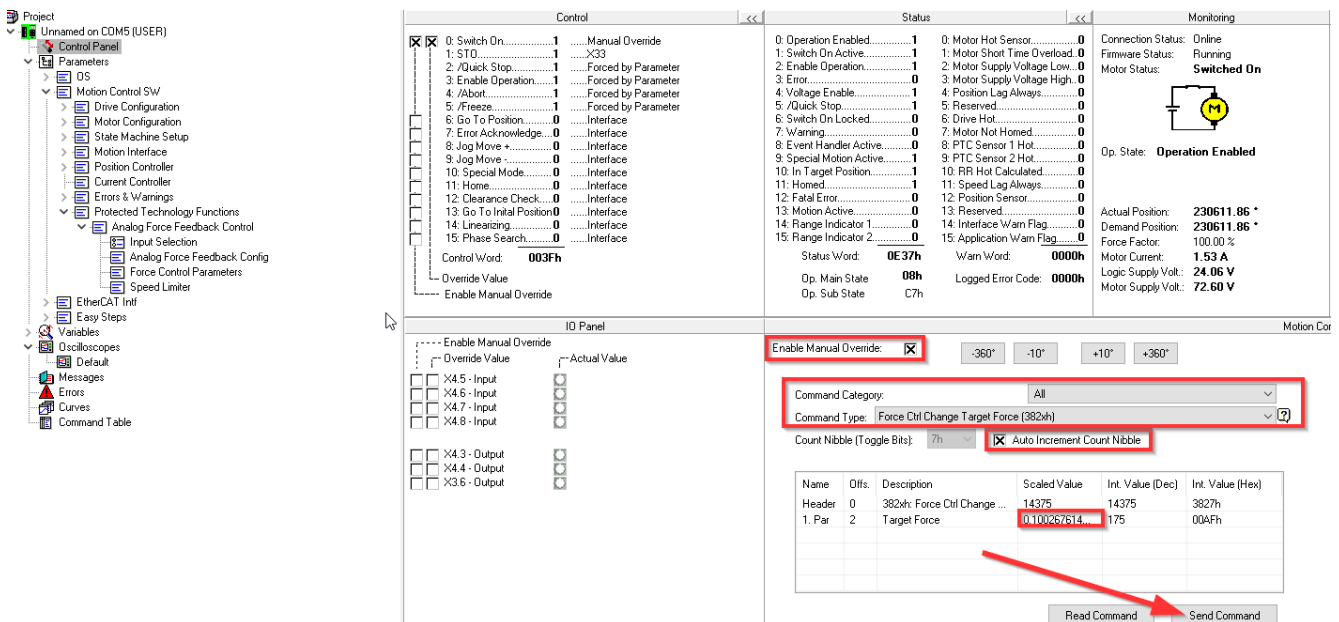 Project
Unnamed on COM5 (USER)
Control Panel
Parameters
OS
Motion Control SW
Drive Configuration
Motor Configuration
State Machine Setup
Motion Interface
Position Controller
Current Controller
Errors & Warnings
Protected Technology Functions
Analog Force Feedback Control
Input Selection
Analog Force Feedback Config
Force Control Parameters
Speed Limiter
EtherCAT Intf
Easy Steps
Variables
Oscilloscopes
Default
Messages
Errors
Curves
Command Table
Control <<
0: Switch On.................1 ......Manual Override
1: STO.........................1 ......X33
2: /Quick Stop..............1 ......Forced by Parameter
3: Enable Operation.......1 ......Forced by Parameter
4: /Abort......................1 ......Forced by Parameter
5: /Freeze....................1 ......Forced by Parameter
6: Go To Position..........0 ......Interface
7: Error Acknowledge....0 ......Interface
8: Jog Move +..............0 ......Interface
9: Jog Move -...............0 ......Interface
10: Special Mode..........0 ......Interface
11: Home.....................0 ......Interface
12: Clearance Check.....0 ......Interface
13: Go To Inital Position0 ......Interface
14: Linearizing..............0 ......Interface
15: Phase Search.........0 ......Interface
Control Word: 003Fh
Override Value
Enable Manual Override
Status <<
0: Operation Enabled............1
1: Switch On Active..............1
2: Enable Operation..............1
3: Error................................0
4: Voltage Enable.................1
5: /Quick Stop......................1
6: Switch On Locked.............0
7: Warning...........................0
8: Event Handler Active..........0
9: Special Motion Active.........1
10: In Target Position.............1
11: Homed...........................1
12: Fatal Error.......................0
13: Motion Active...................0
14: Range Indicator 1.............0
15: Range Indicator 2.............0
Status Word: 0E37h
Op. Main State 08h
Op. Sub State C7h
0: Motor Hot Sensor...............0
1: Motor Short Time Overload..0
2: Motor Supply Voltage Low...0
3: Motor Supply Voltage High..0
4: Position Lag Always............0
5: Reserved..........................0
6: Drive Hot...........................0
7: Motor Not Homed...............0
8: PTC Sensor 1 Hot..............0
9: PTC Sensor 2 Hot..............0
10: RR Hot Calculated............0
11: Speed Lag Always............0
12: Position Sensor................0
13: Reserved........................0
14: Interface Warn Flag..........0
15: Application Warn Flag.......0
Warn Word: 0000h
Logged Error Code: 0000h
Monitoring
Connection Status: Online
Firmware Status: Running
Motor Status: Switched On
M
Op. State: Operation Enabled
Actual Position: 230611.86 °
Demand Position: 230611.86 °
Force Factor: 100.00 %
Motor Current: 1.53 A
Logic Supply Volt.: 24.06 V
Motor Supply Volt.: 72.60 V
IO Panel
Enable Manual Override
Override Value Actual Value
X4.5 - Input
X4.6 - Input
X4.7 - Input
X4.8 - Input
X4.3 - Output
X4.4 - Output
X3.6 - Output
Motion Cor
Enable Manual Override: -360° -10° +10° +360°
Command Category: All
Command Type: Force Ctrl Change Target Force (382xh) ?
Count Nibble (Toggle Bits): 7h Auto Increment Count Nibble
Name Offs. Description Scaled Value Int. Value (Dec) Int. Value (Hex)
Header 0 382xh: Force Ctrl Change ... 14375 14375 3827h
1. Par 2 Target Force 0.100267614... 175 00AFh
Read Command Send Command